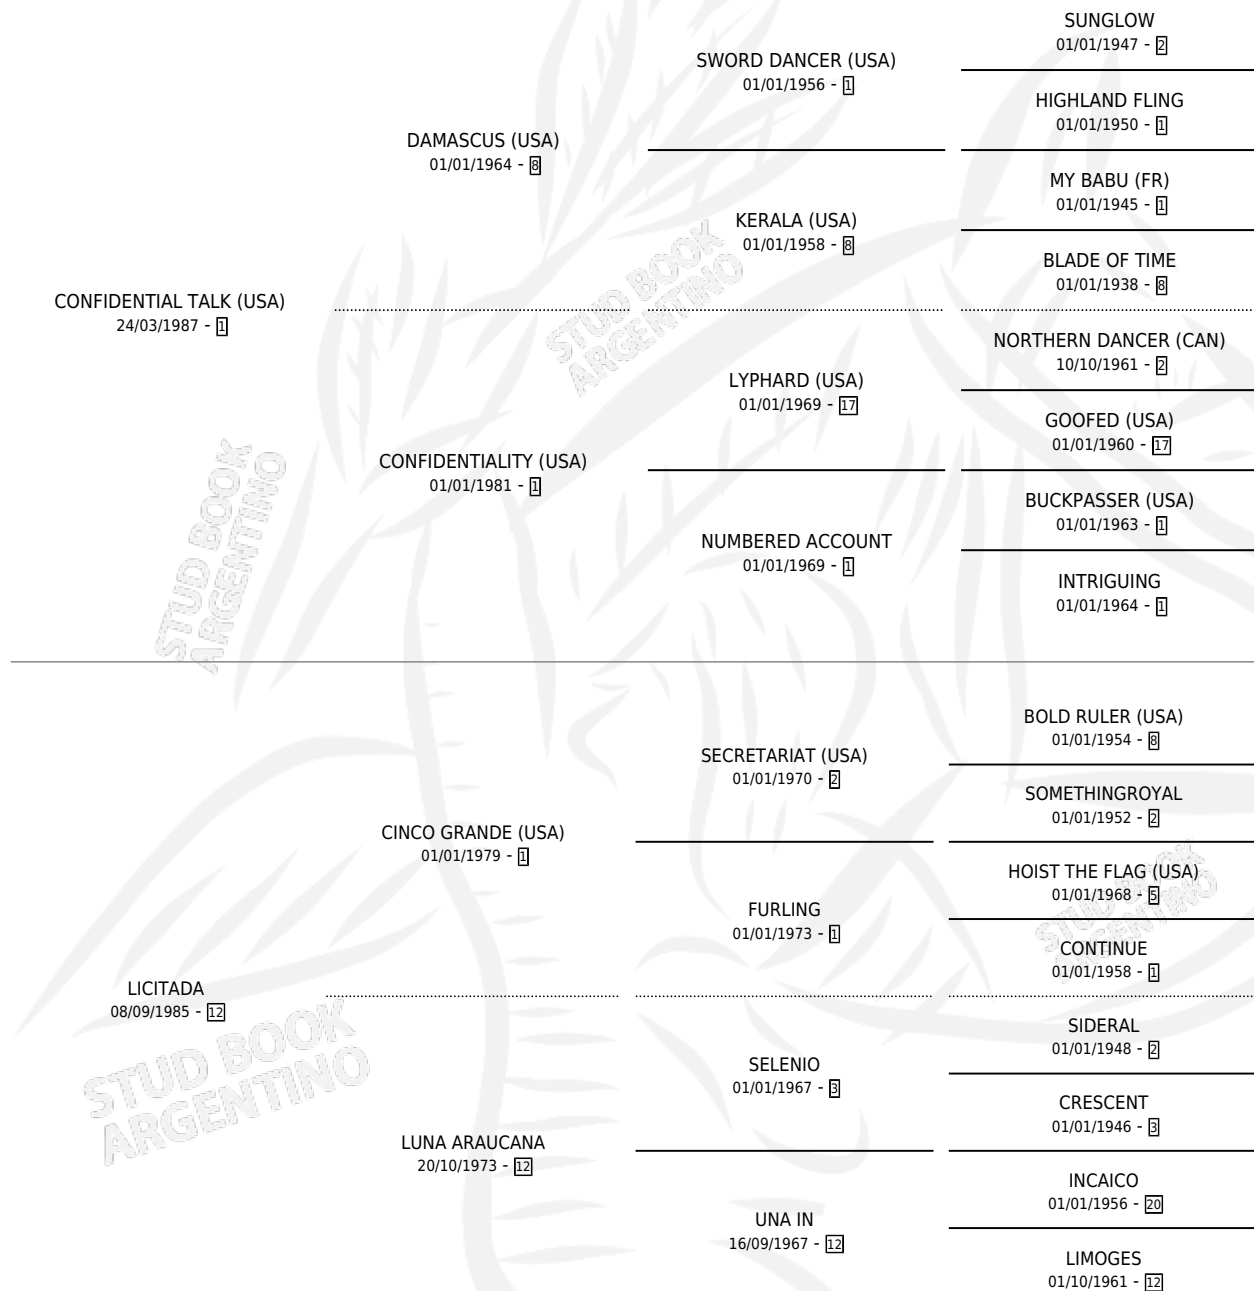 SUNGLOW
01/01/1947 - 2
SWORD DANCER (USA)
01/01/1956 - 1
HIGHLAND FLING
01/01/1950 - 1
DAMASCUS (USA)
01/01/1964 - 8
MY BABU (FR)
01/01/1945 - 1
KERALA (USA)
01/01/1958 - 8
BLADE OF TIME
01/01/1938 - 8
CONFIDENTIAL TALK (USA)
24/03/1987 - 1
NORTHERN DANCER (CAN)
10/10/1961 - 2
LYPHARD (USA)
01/01/1969 - 17
GOOFED (USA)
01/01/1960 - 17
CONFIDENTIALITY (USA)
01/01/1981 - 1
BUCKPASSER (USA)
01/01/1963 - 1
NUMBERED ACCOUNT
01/01/1969 - 1
INTRIGUING
01/01/1964 - 1
BOLD RULER (USA)
01/01/1954 - 8
SECRETARIAT (USA)
01/01/1970 - 2
SOMETHINGROYAL
01/01/1952 - 2
CINCO GRANDE (USA)
01/01/1979 - 1
HOIST THE FLAG (USA)
01/01/1968 - 5
FURLING
01/01/1973 - 1
CONTINUE
01/01/1958 - 1
LICITADA
08/09/1985 - 12
SIDERAL
01/01/1948 - 2
SELENIO
01/01/1967 - 3
CRESCENT
01/01/1946 - 3
LUNA ARAUCANA
20/10/1973 - 12
INCAICO
01/01/1956 - 20
UNA IN
16/09/1967 - 12
LIMOGES
01/10/1961 - 12
STUD BOOK
ARGENTINO
STUD BOOK
ARGENTINO
STUD BOOK
ARGENTINO
STUD BOOK
ARGENTINO